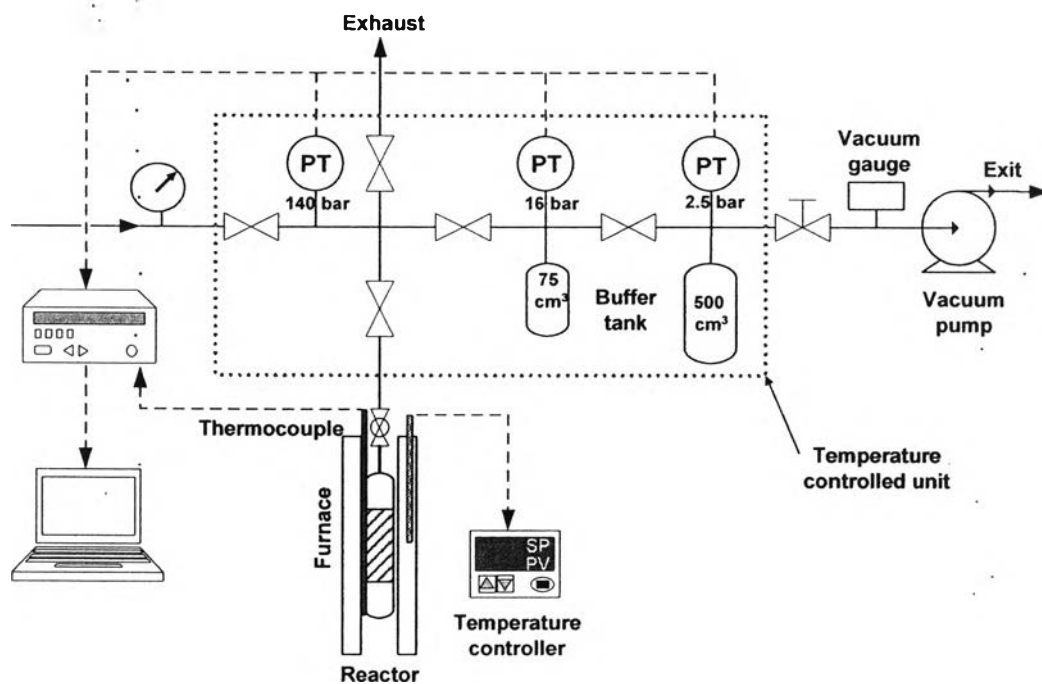 Exhaust
PT
140 bar
PT
16 bar
PT
2.5 bar
Vacuum
gauge
Exit
75
cm³
Buffer
tank
500
cm³
Vacuum
pump
Thermocouple
Temperature
controlled unit
Furnace
SP
PV
Temperature
controller
Reactor